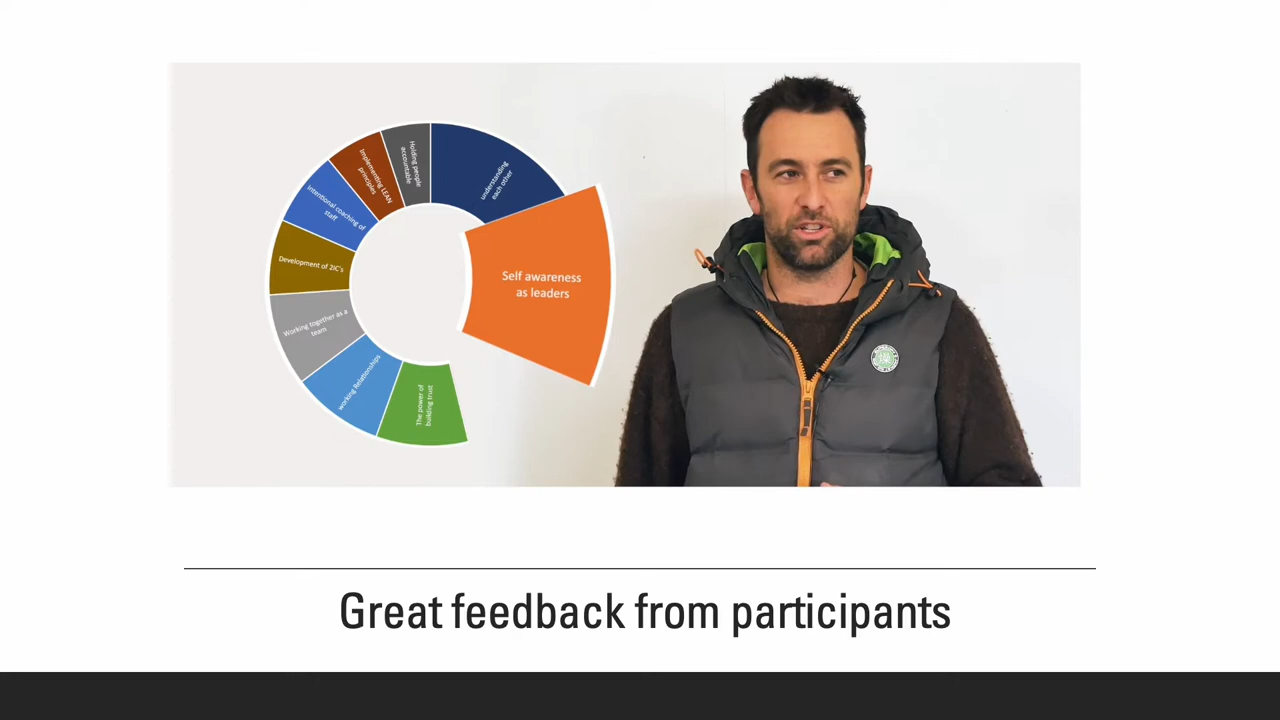 Holding people
accountable
understanding
each other
Implementing LEAN
principles
Intentional coaching of
staff
Self awareness
as leaders
Development of 2IC's
Working together as a
team
working Relationships
The power of
building trust
Great feedback from participants